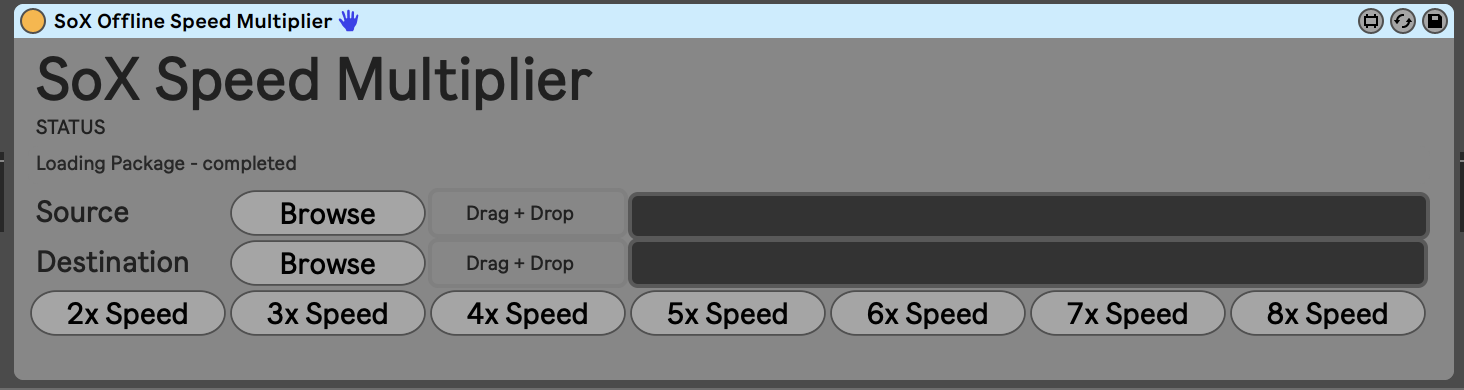 SoX Offline Speed Multiplier
SoX Speed Multiplier
STATUS
Loading Package - completed
Source Browse Drag + Drop
Destination Browse Drag + Drop
2x Speed 3x Speed 4x Speed 5x Speed 6x Speed 7x Speed 8x Speed